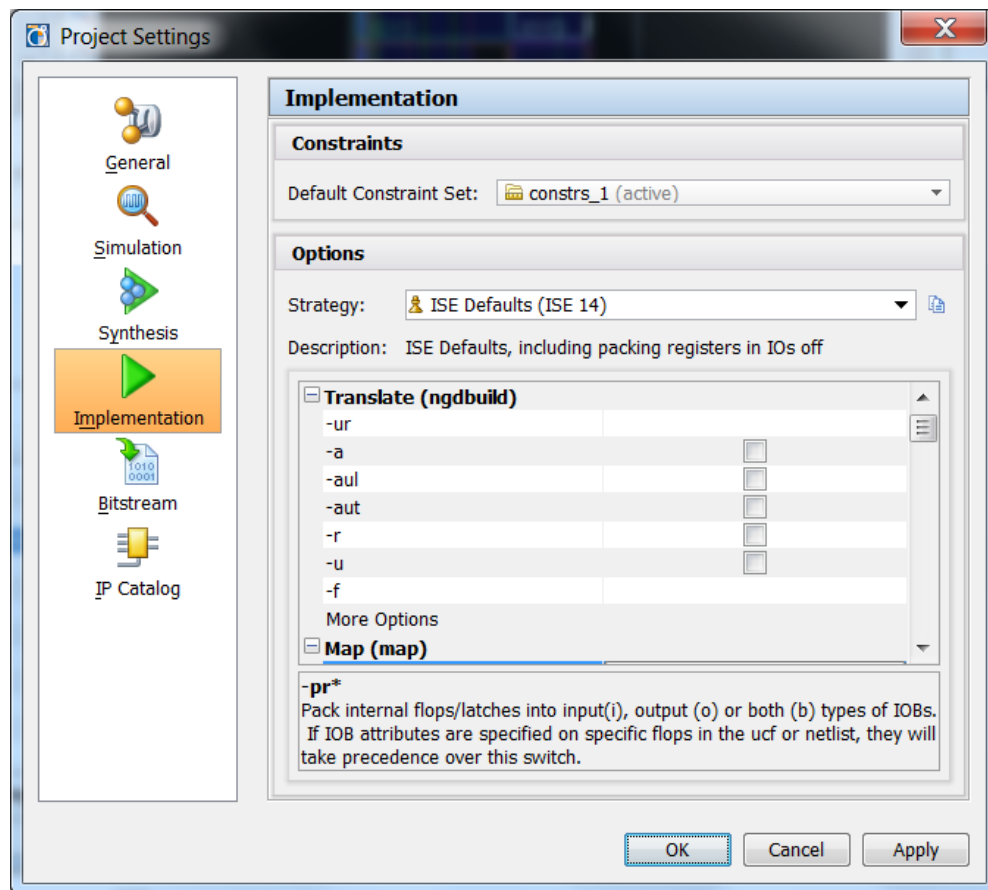 Project Settings
General
Simulation
Synthesis
Implementation
1010
0001
Bitstream
IP Catalog
Implementation
Constraints
Default Constraint Set: constrs_1 (active)
Options
Strategy: ISE Defaults (ISE 14)
Description: ISE Defaults, including packing registers in IOs off
Translate (ngdbuild)
-ur
-a
-aul
-aut
-r
-u
-f
More Options
Map (map)
-pr*
Pack internal flops/latches into input(i), output (o) or both (b) types of IOBs.
If IOB attributes are specified on specific flops in the ucf or netlist, they will
take precedence over this switch.
OK Cancel Apply